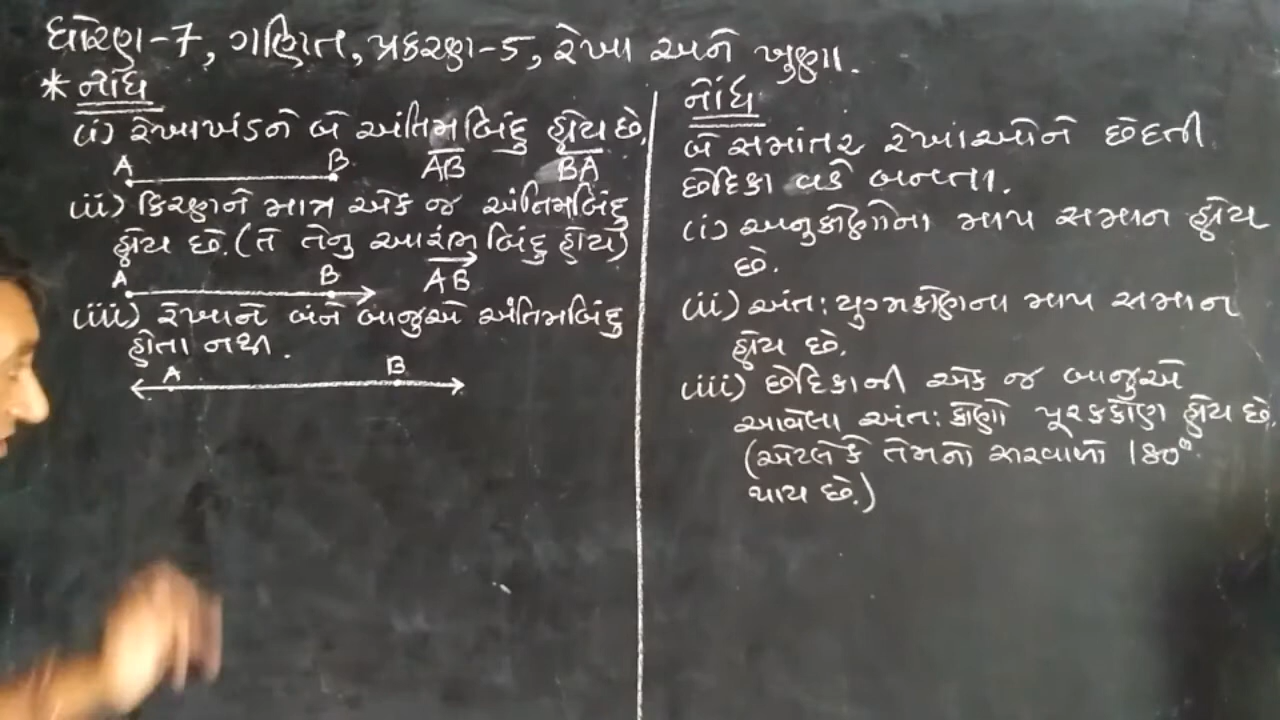 ધોરણ-7, ગણિત, પ્રકરણ-5, રેખા અને ખુણા.
* નોંધ
(i) રેખાખંડને બે અંતિમબિંદુ હોય છે.
A B AB BA
(ii) કિરણને માત્ર એક જ અંતિમબિંદુ
હોય છે. (તે તેનુ આરંભબિંદુ હોય)
A B AB
(iii) રેખાને બંને બાજુએ અંતિમબિંદુ
હોતા નથી.
A B
નોંધ
બે સમાંતર રેખાંઓને છેદતી
છેદિકા વડે બનતા.
(i) અનુકોણોના માપ સમાન હોય
છે.
(ii) અંત:યુગ્મકોણના માપ સમાન
હોય છે.
(iii) છેદિકાની એક જ બાજુએ
આવેલા અંત: કોણો પૂરકકોણ હોય છે.
(એટલે કે તેમનો સરવાળો 180°
થાય છે.)